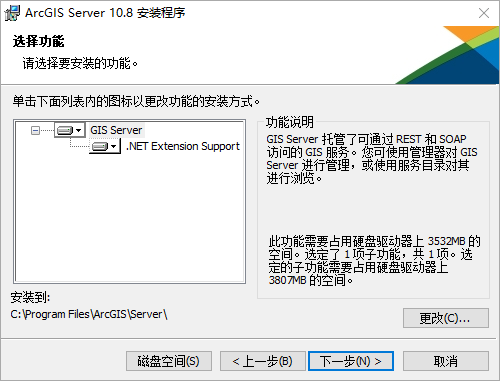 ArcGIS Server 10.8 安装程序
选择功能
请选择要安装的功能。
单击下面列表内的图标以更改功能的安装方式。
GIS Server
.NET Extension Support
功能说明
GIS Server 托管了可通过 REST 和 SOAP
访问的 GIS 服务。您可使用管理器对 GIS
Server 进行管理，或使用服务目录对其
进行浏览。
此功能需要占用硬盘驱动器上 3532MB 的
空间。选定了 1项子功能，共 1项。选
定的子功能需要占用硬盘驱动器上
3807MB 的空间。
安装到:
C:\Program Files\ArcGIS\Server\
更改(C)...
磁盘空间(S)
< 上一步(B)
下一步(N) >
取消